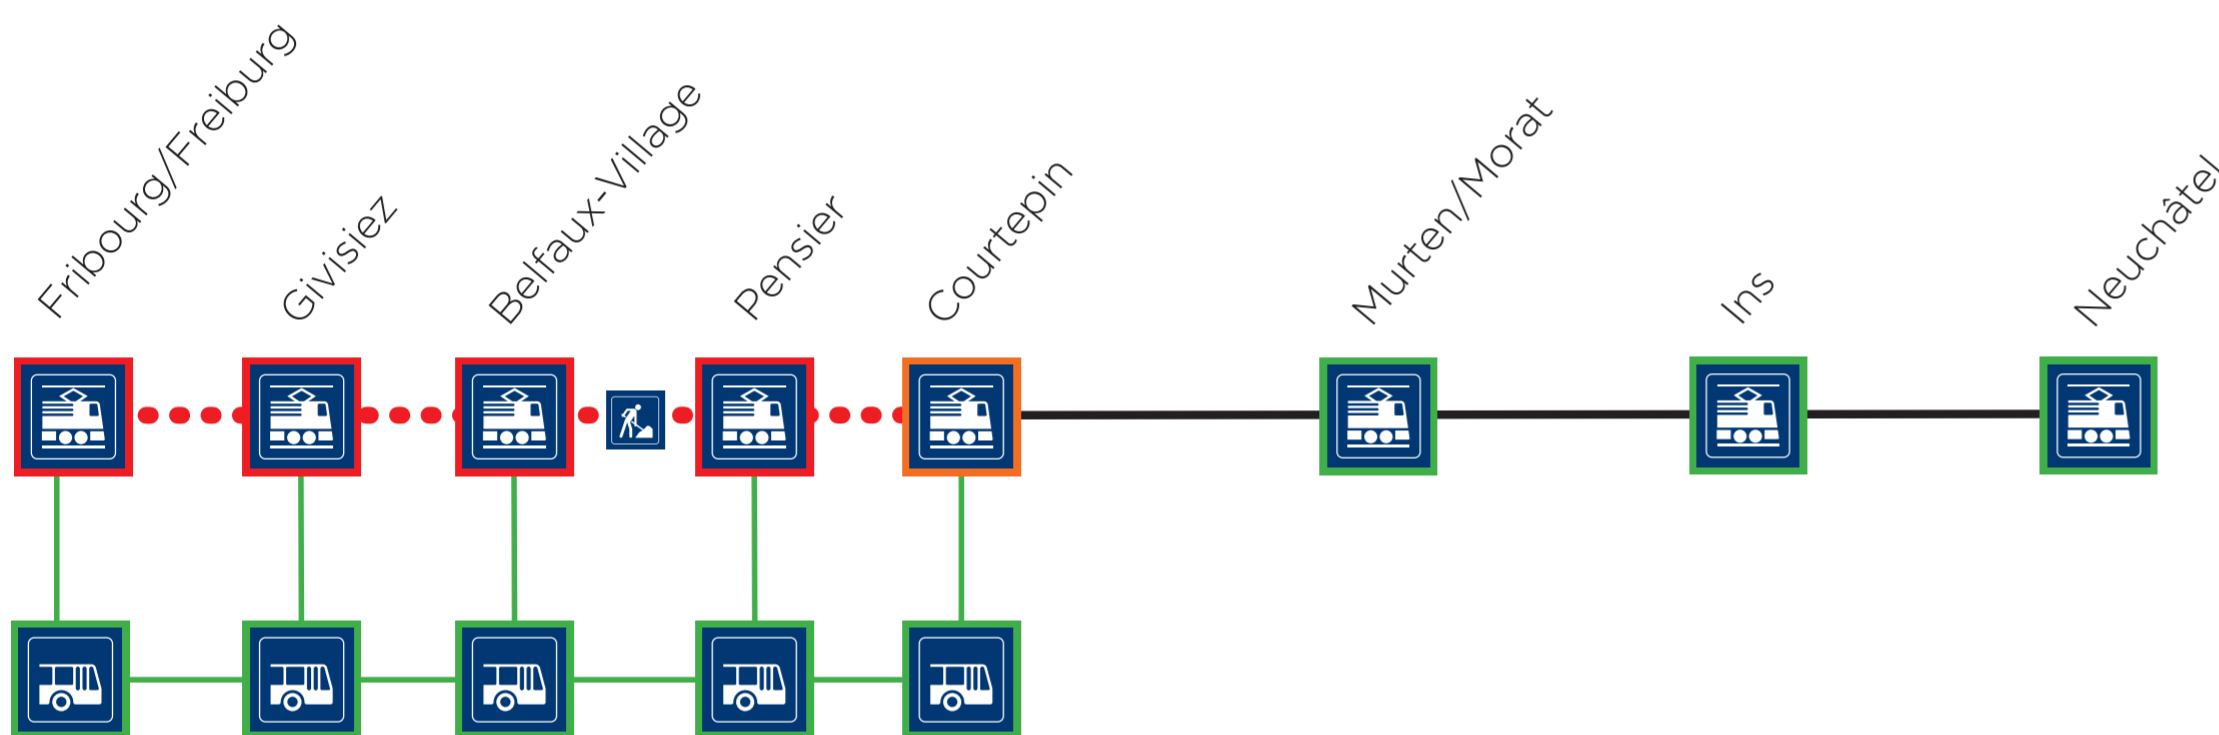 Fribourg/Freiburg
Givisiez
Belfaux-Village
Pensier
Courtepin
Murten/Morat
Ins
Neuchâtel